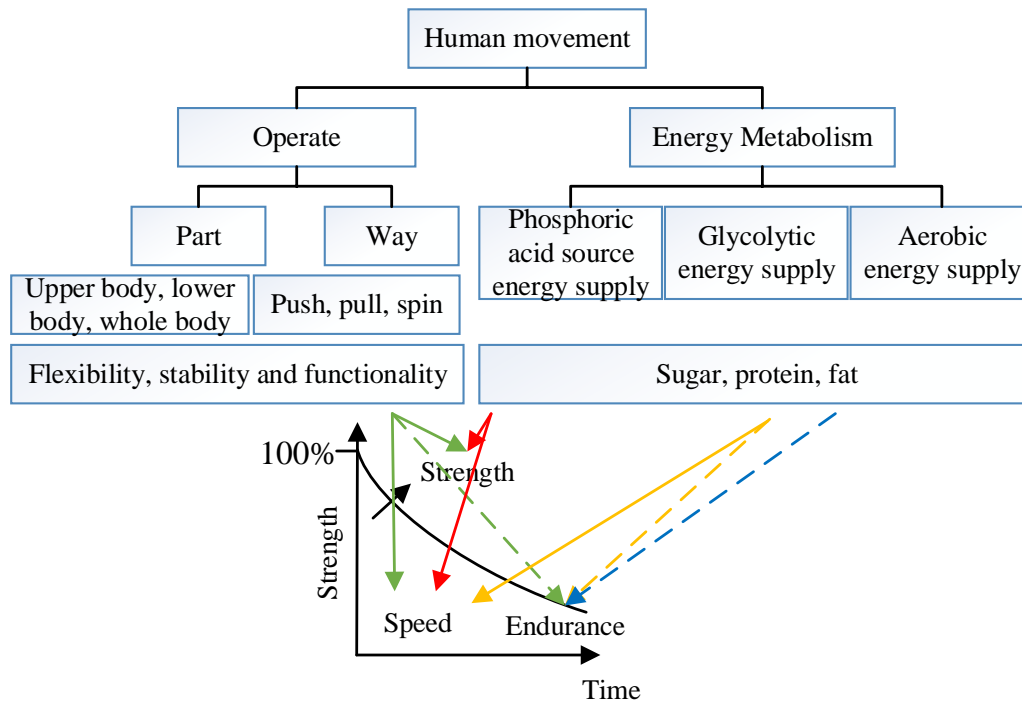 Human movement
Operate
Energy Metabolism
Part
Way
Phosphoric
acid source
energy supply
Glycolytic
energy supply
Aerobic
energy supply
Upper body, lower
body, whole body
Push, pull, spin
Flexibility, stability and functionality
Sugar, protein, fat
100%
Strength
Strength
Speed
Endurance
Time